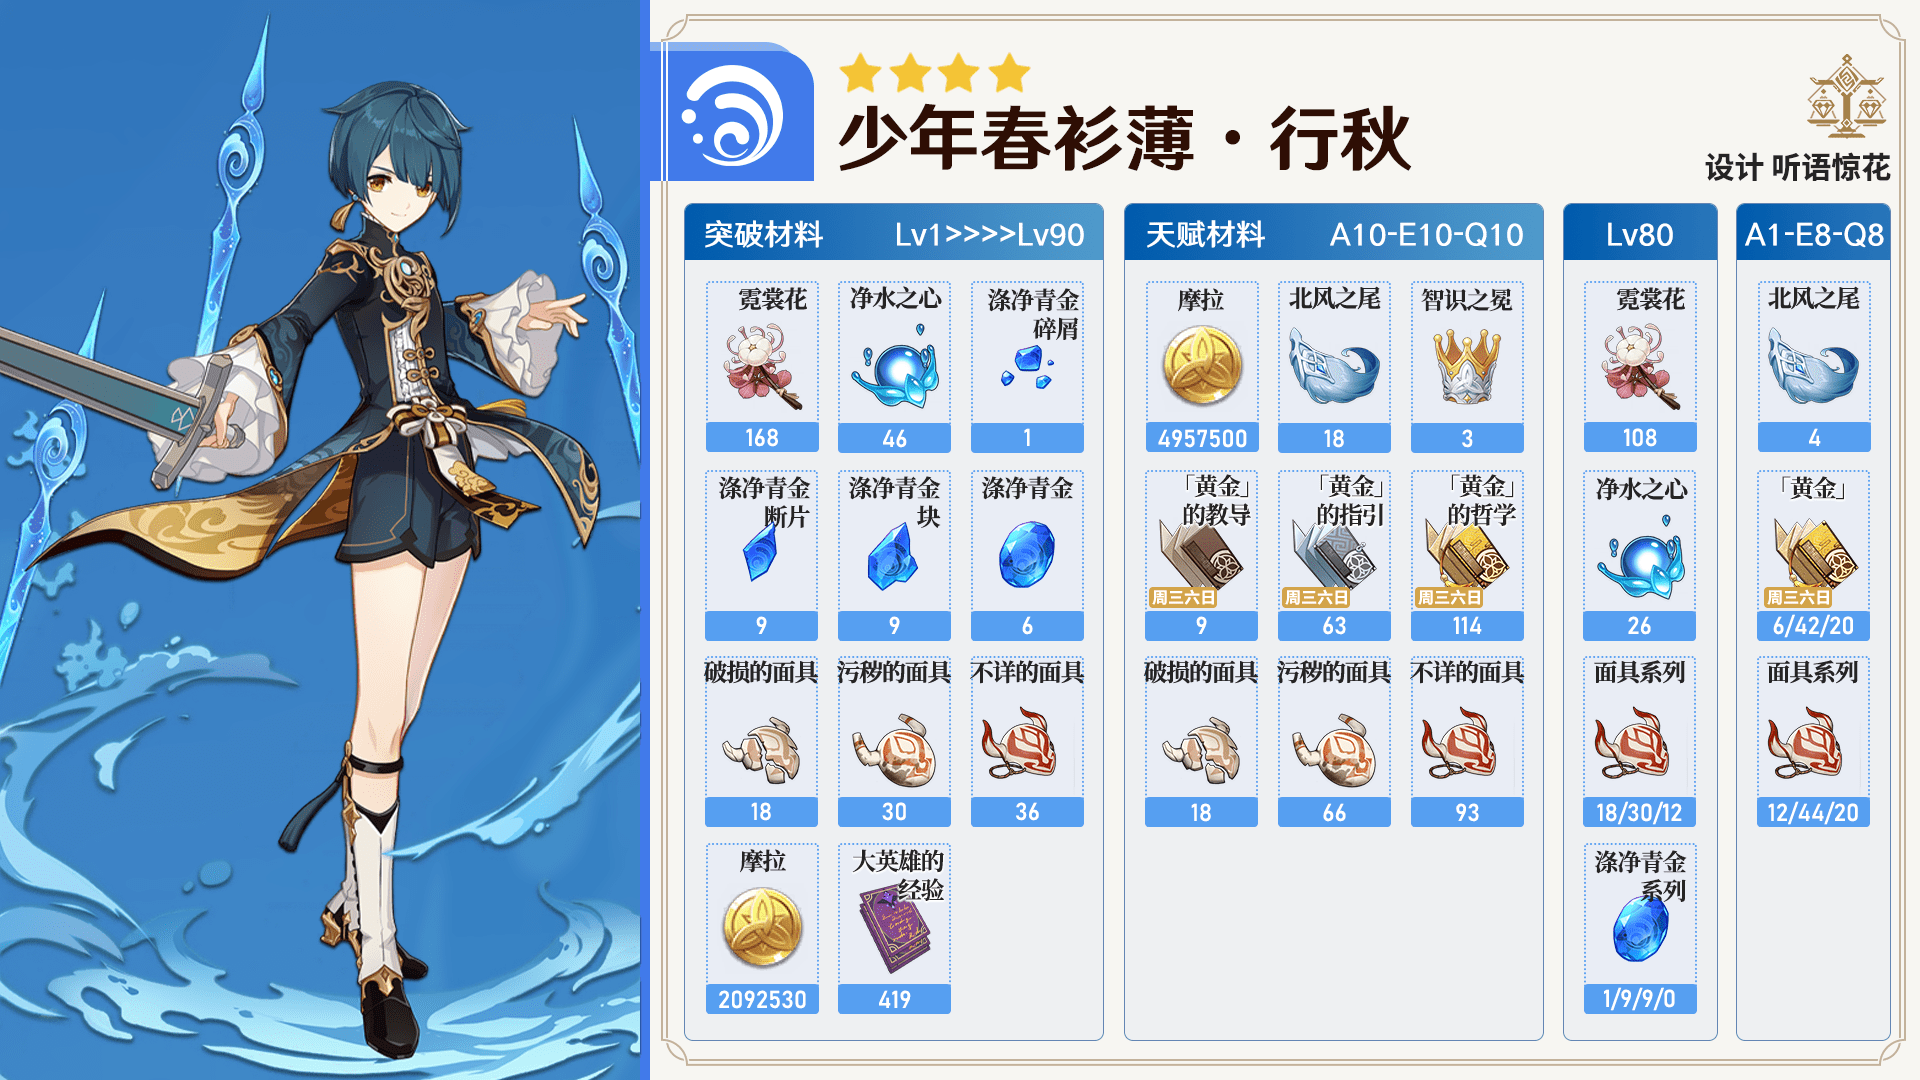 少年春衫薄·行秋
设计 听语惊花
突破材料 Lv1>>>>Lv90
霓裳花
168
净水之心
46
涤净青金
碎屑
1
涤净青金
断片
9
涤净青金
块
9
涤净青金
6
破损的面具
18
污秽的面具
30
不详的面具
36
摩拉
2092530
大英雄的
经验
419
天赋材料 A10-E10-Q10
摩拉
4957500
北风之尾
18
智识之冕
3
「黄金」
的教导
周三六日
9
「黄金」
的指引
周三六日
63
「黄金」
的哲学
周三六日
114
破损的面具
18
污秽的面具
66
不详的面具
93
Lv80
霓裳花
108
净水之心
26
面具系列
18/30/12
涤净青金
系列
1/9/9/0
A1-E8-Q8
北风之尾
4
「黄金」
周三六日
6/42/20
面具系列
12/44/20